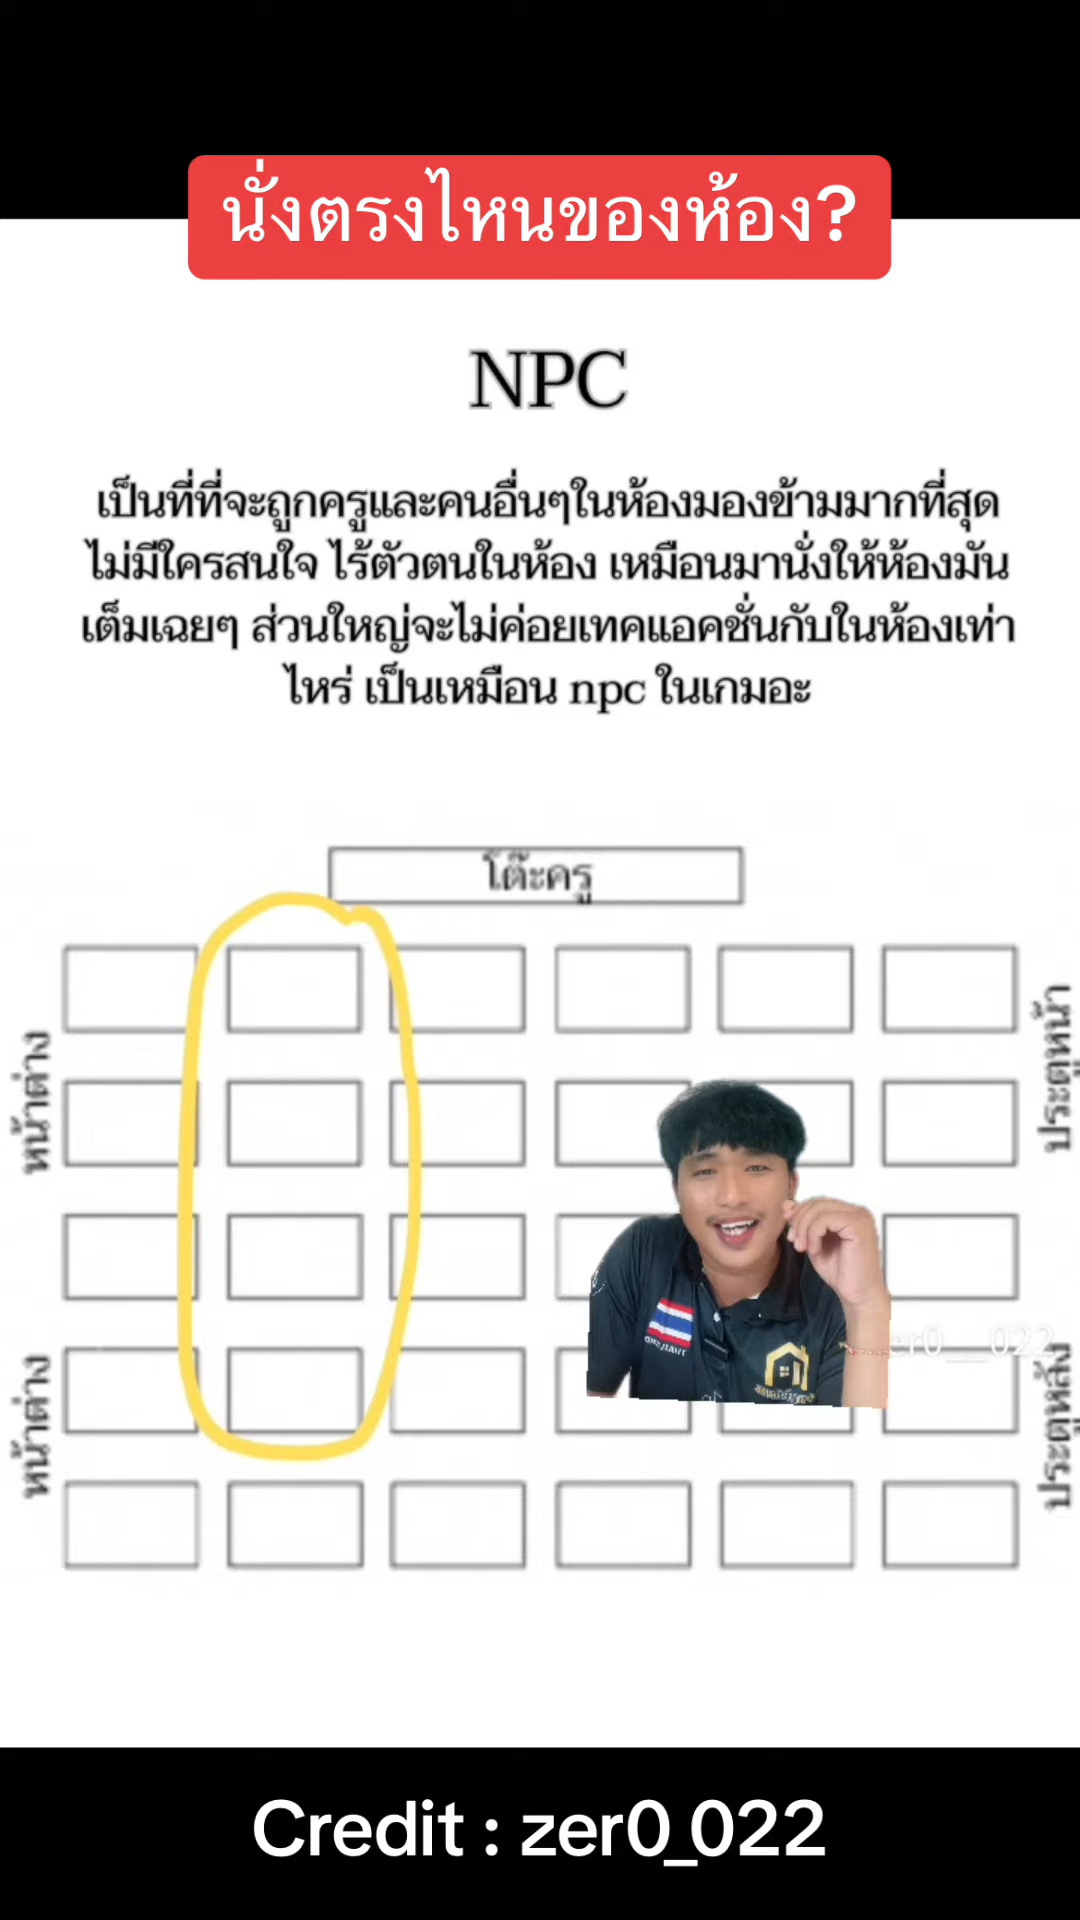 นั่งตรงไหนของห้อง?
NPC
เป็นที่ที่จะถูกครูและคนอื่นๆในห้องมองข้ามมากที่สุด
ไม่มีใครสนใจ ไร้ตัวตนในห้อง เหมือนมานั่งให้ห้องมัน
เต็มเฉยๆ ส่วนใหญ่จะไม่ค่อยเทคแอคชั่นกับในห้องเท่า
ไหร่ เป็นเหมือน npc ในเกมอะ
โต๊ะครู
หน้าต่าง
ประตูหน้า
หน้าต่าง
ประตูหลัง
Credit : zer0_022